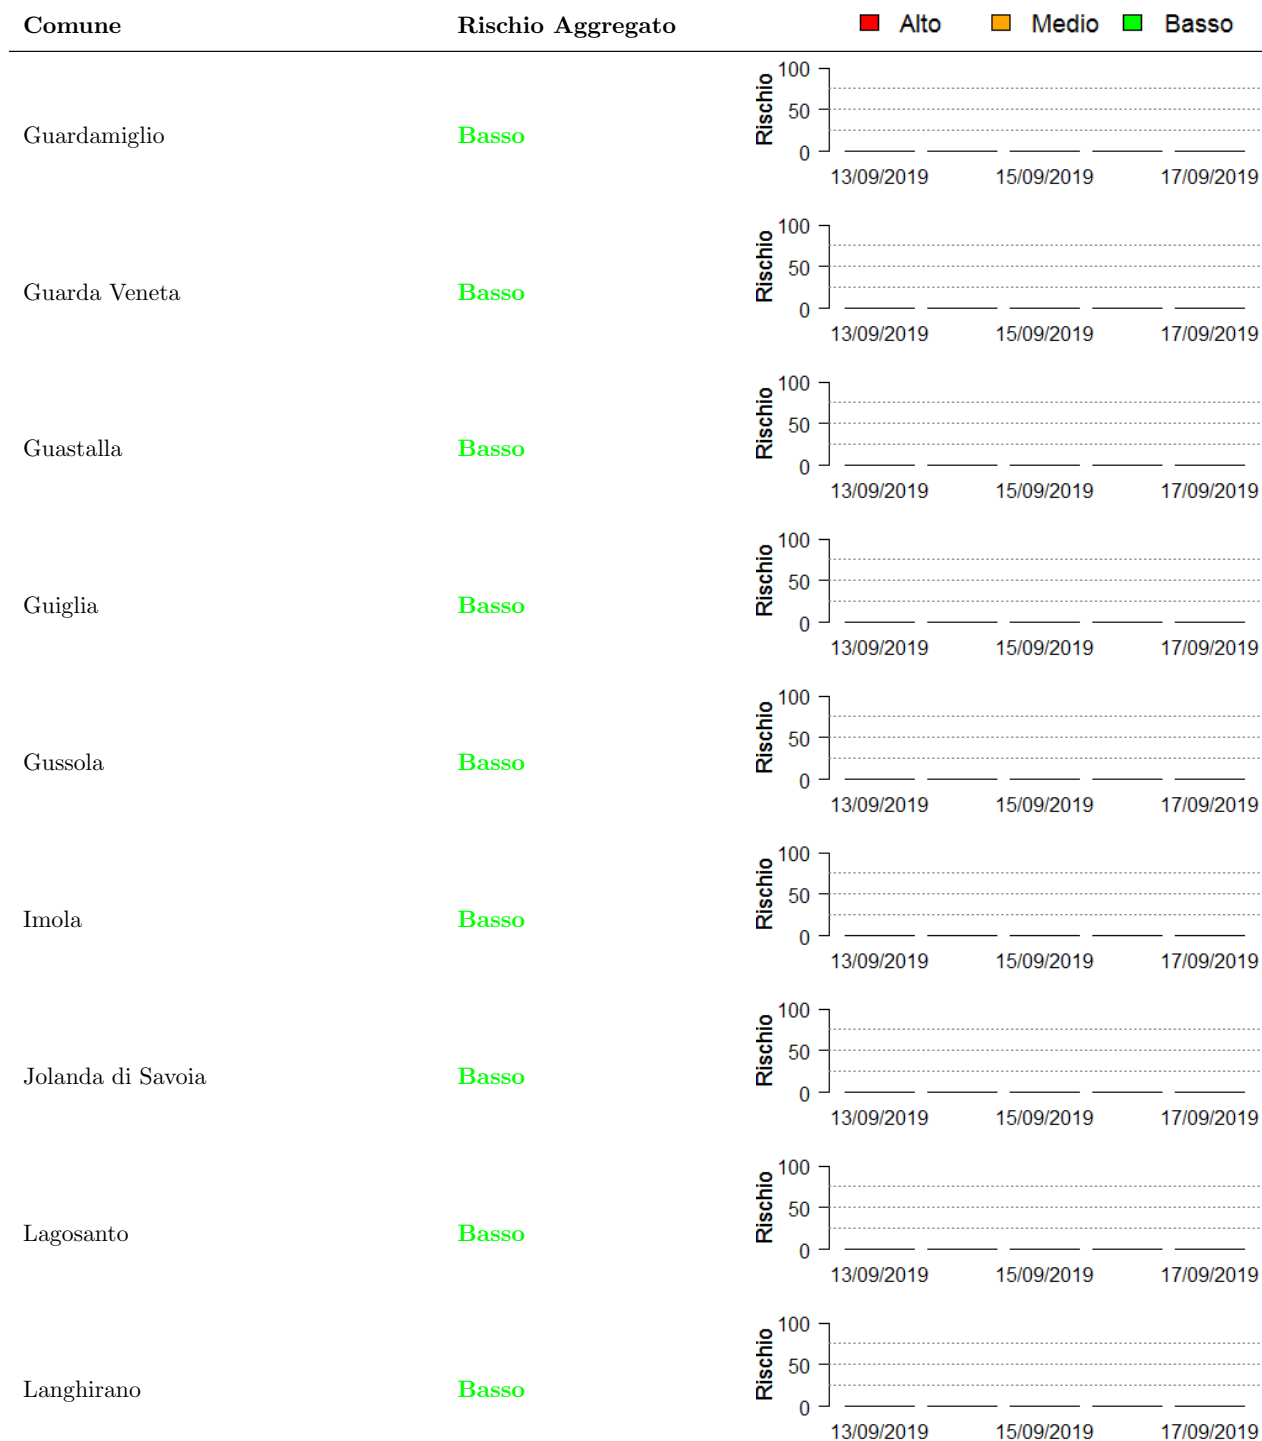 Comune Rischio Aggregato Alto Medio Basso
100
Rischio
50
Guardamiglio Basso
0
13/09/2019 15/09/2019 17/09/2019
100
Rischio
50
Guarda Veneta Basso
0
13/09/2019 15/09/2019 17/09/2019
100
Rischio
50
Guastalla Basso
0
13/09/2019 15/09/2019 17/09/2019
100
Rischio
50
Guiglia Basso
0
13/09/2019 15/09/2019 17/09/2019
100
Rischio
50
Gussola Basso
0
13/09/2019 15/09/2019 17/09/2019
100
Rischio
50
Imola Basso
0
13/09/2019 15/09/2019 17/09/2019
100
Rischio
50
Jolanda di Savoia Basso
0
13/09/2019 15/09/2019 17/09/2019
100
Rischio
50
Lagosanto Basso
0
13/09/2019 15/09/2019 17/09/2019
100
Rischio
50
Langhirano Basso
0
13/09/2019 15/09/2019 17/09/2019